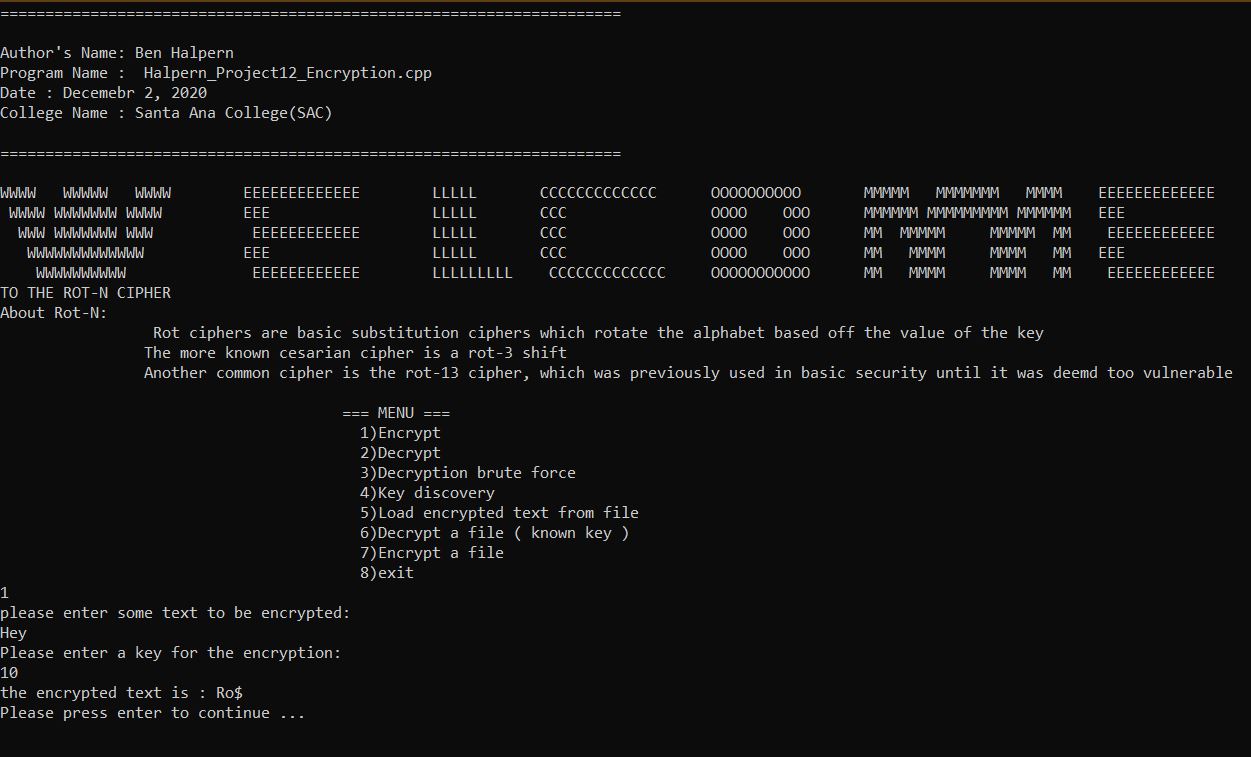 =====================================================================
Author's Name: Ben Halpern
Program Name :  Halpern_Project12_Encryption.cpp
Date : Decemebr 2, 2020
College Name : Santa Ana College(SAC)
=====================================================================
WWWW   WWWWW   WWWW        EEEEEEEEEEEEE        LLLLL       CCCCCCCCCCCCC      OOOOOOOOOO       MMMMM   MMMMMMM   MMMM    EEEEEEEEEEEEE
 WWWW WWWWWWW WWWW         EEE                  LLLLL       CCC                OOOO    OOO      MMMMMM MMMMMMMMM MMMMMM   EEE
  WWW WWWWWWW WWW           EEEEEEEEEEEE        LLLLL       CCC                OOOO    OOO      MM  MMMMM     MMMMM  MM    EEEEEEEEEEEE
   WWWWWWWWWWWWW           EEE                  LLLLL       CCC                OOOO    OOO      MM   MMMM     MMMM   MM   EEE
    WWWWWWWWWW              EEEEEEEEEEEE        LLLLLLLLL    CCCCCCCCCCCCC     OOOOOOOOOOO      MM   MMMM     MMMM   MM    EEEEEEEEEEEE
TO THE ROT-N CIPHER
About Rot-N:
                 Rot ciphers are basic substitution ciphers which rotate the alphabet based off the value of the key
                The more known cesarian cipher is a rot-3 shift
                Another common cipher is the rot-13 cipher, which was previously used in basic security until it was deemd too vulnerable
                                      === MENU ===
                                        1)Encrypt
                                        2)Decrypt
                                        3)Decryption brute force
                                        4)Key discovery
                                        5)Load encrypted text from file
                                        6)Decrypt a file ( known key )
                                        7)Encrypt a file
                                        8)exit
1
please enter some text to be encrypted:
Hey
Please enter a key for the encryption:
10
the encrypted text is : Ro$
Please press enter to continue ...